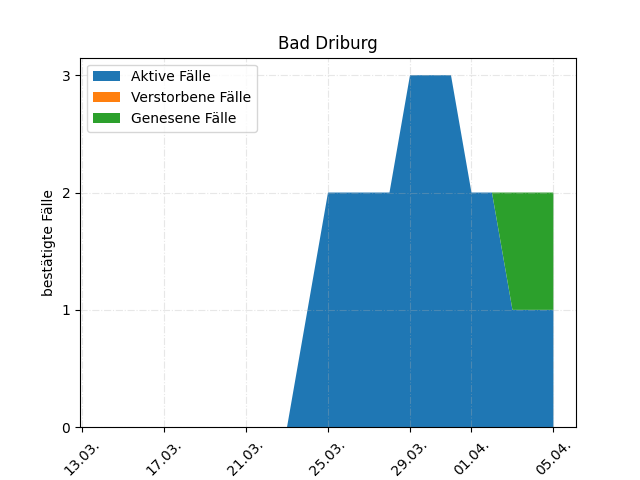 Bad Driburg
Aktive Fälle
Verstorbene Fälle
Genesene Fälle
bestätigte Fälle
3
2
1
0
13.03.
17.03.
21.03.
25.03.
29.03.
01.04.
05.04.